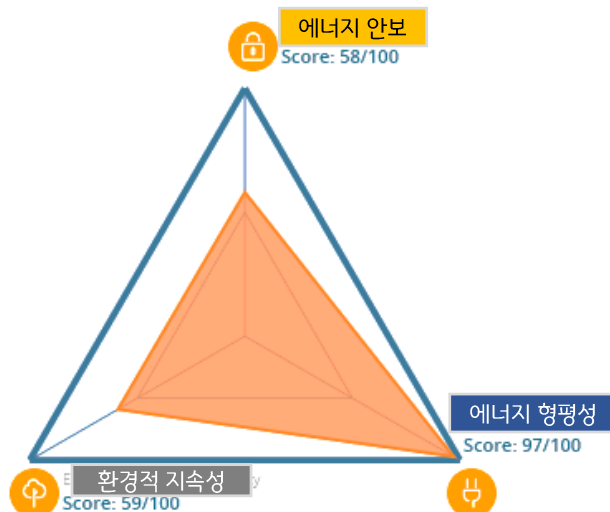 에너지 안보
Score: 58/100
에너지 형평성
Score: 97/100
환경적 지속성
Score: 59/100